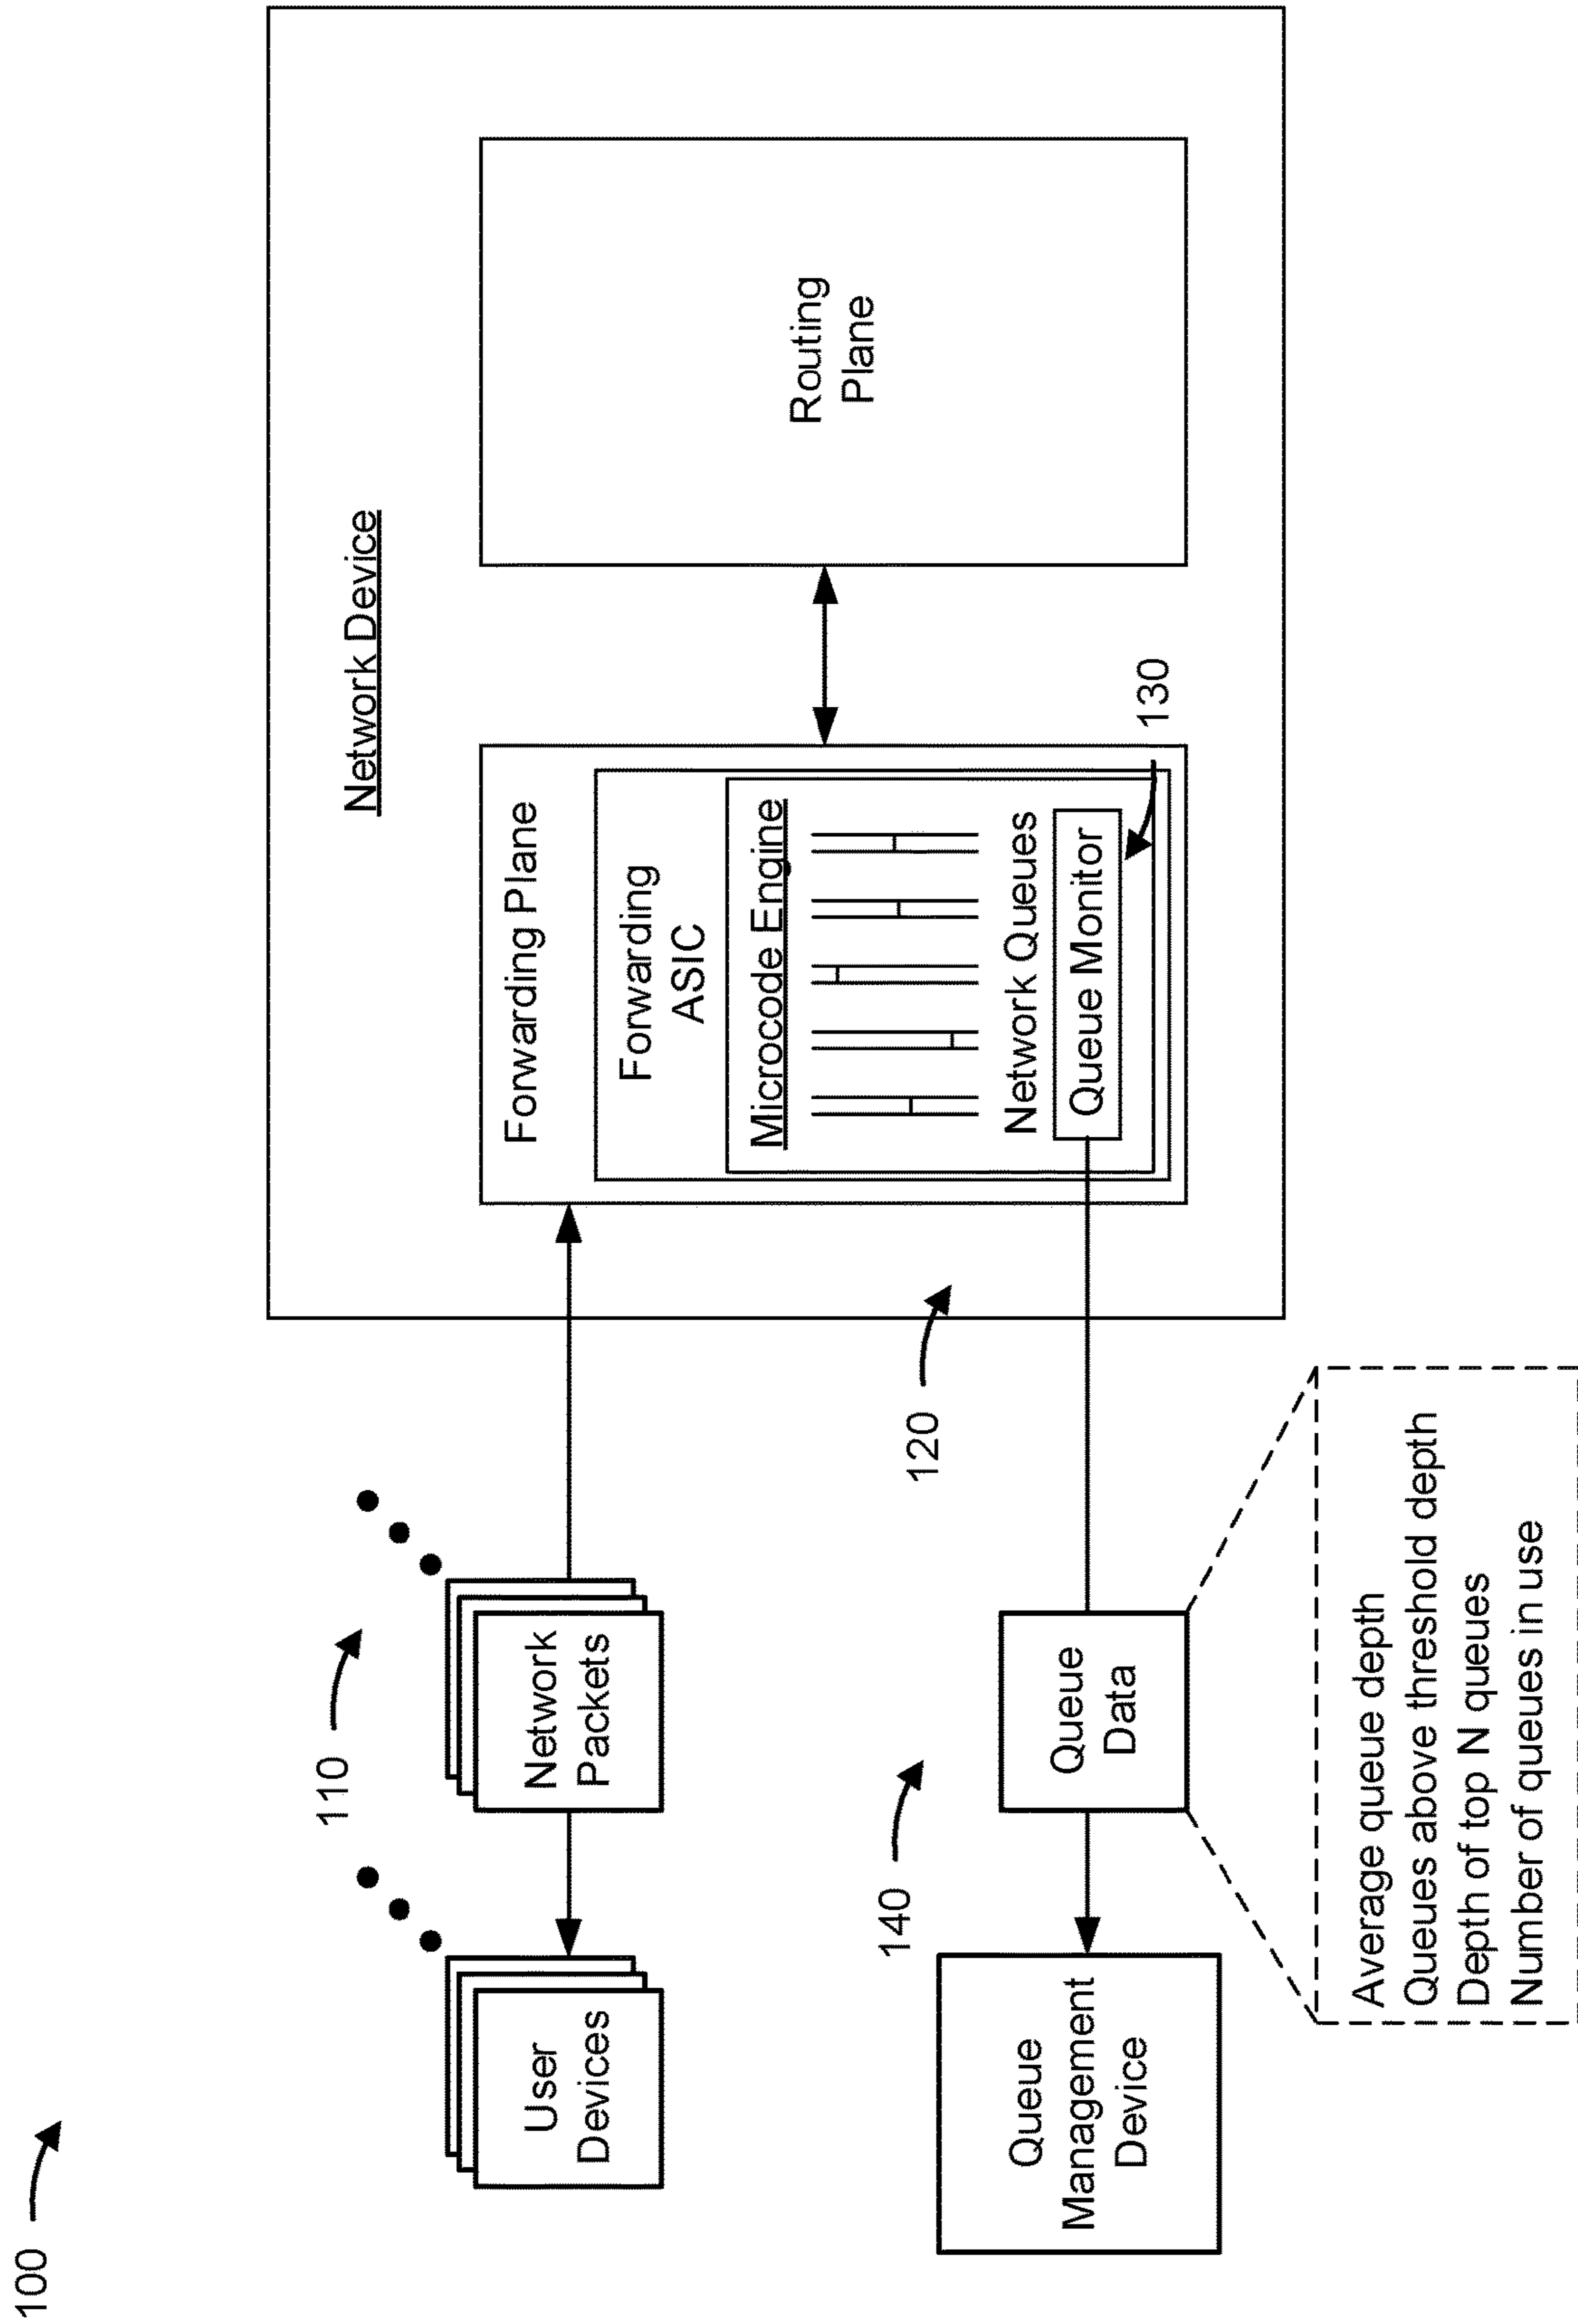 100
Network Device
110
User
Devices
Network
Packets
Forwarding Plane
Forwarding
ASIC
Microcode Engine
Network Queues
Queue Monitor
Routing
Plane
120
130
140
Queue
Management
Device
Queue
Data
Average queue depth
Queues above threshold depth
Depth of top N queues
Number of queues in use